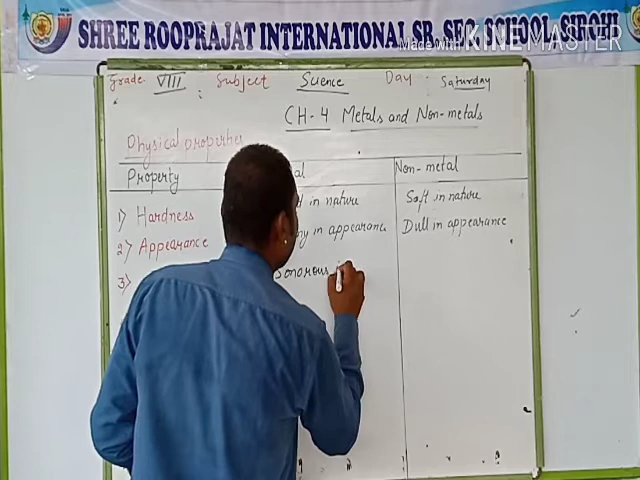 SHREE ROOPRAJAT INTERNATIONAL SR. SEC. SCHOOL, SIROHI
Made with KINEMASTER
Grade VIII : Subject Science Day : Saturday
CH-4 Metals and Non-metals
Physical properties
Property Non-metal
1) Hardness in nature Soft in nature
2) Appearance in appearance Dull in appearance
3) Sonorous